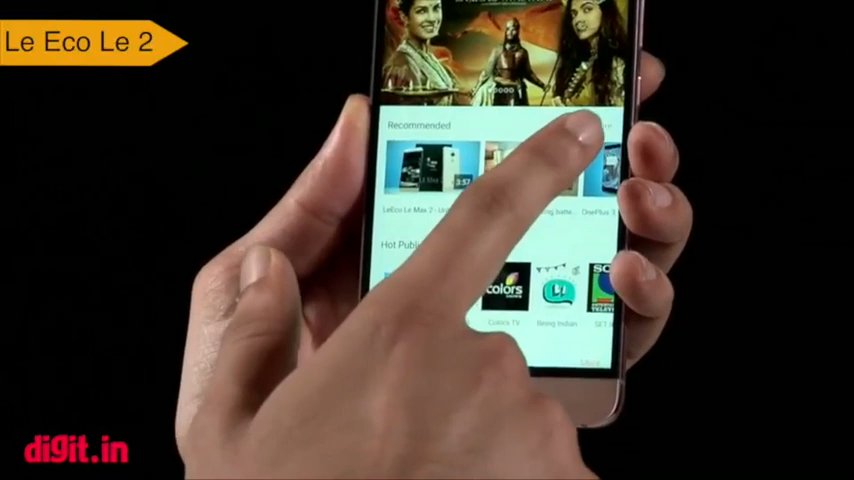 Le Eco Le 2
Recommended
3:57
LeEco Le Max 2 - Un
OnePlus 3
Hot Publ
colors
Colors TV
Being Indian
SET
More
digit.in